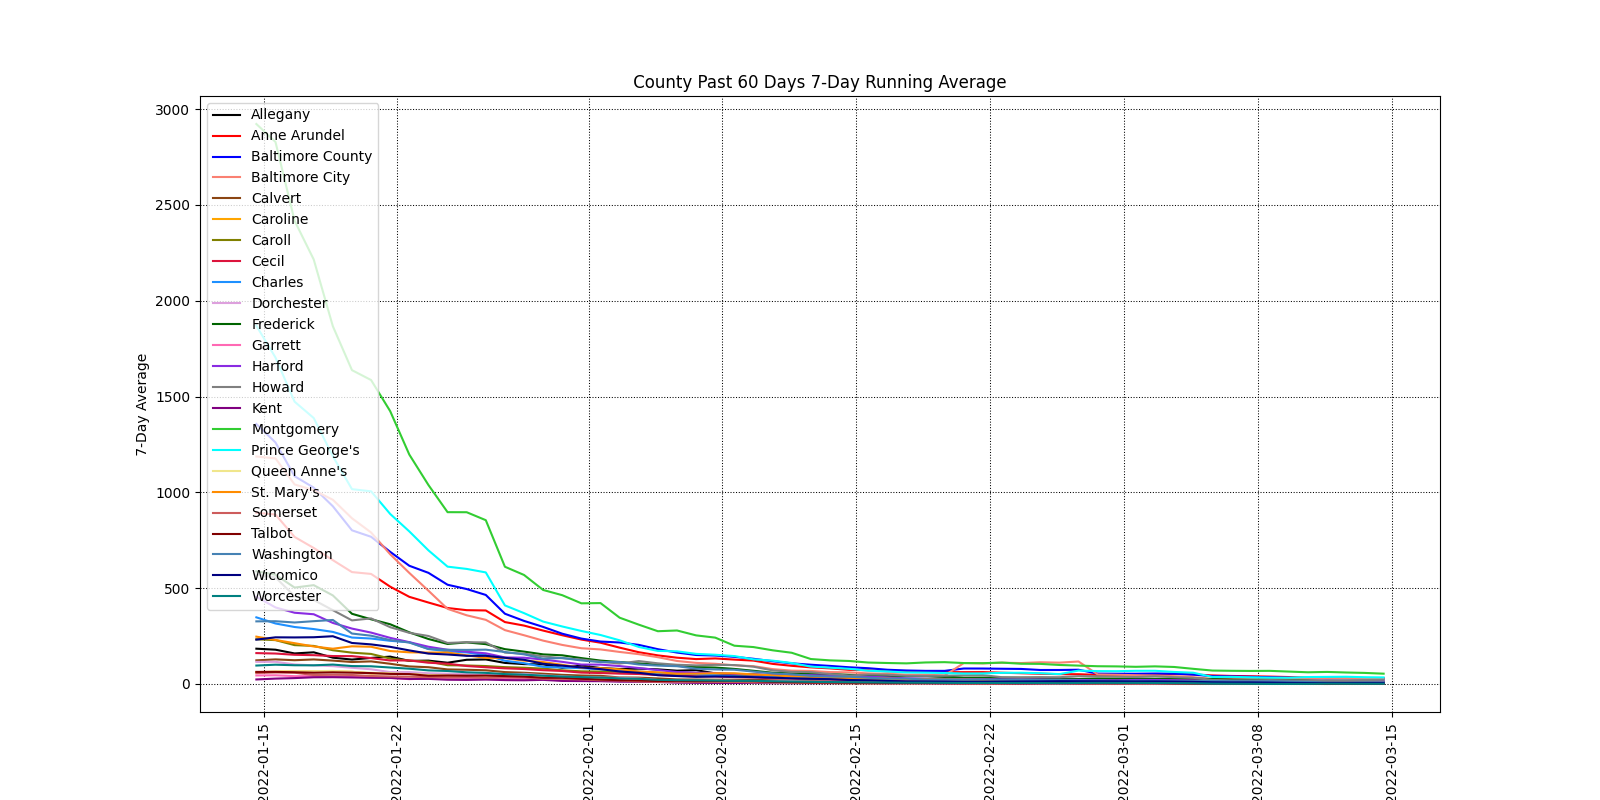 County Past 60 Days 7-Day Running Average
7-Day Average
3000
2500
2000
1500
1000
500
0
Allegany
Anne Arundel
Baltimore County
Baltimore City
Calvert
Caroline
Caroll
Cecil
Charles
Dorchester
Frederick
Garrett
Harford
Howard
Kent
Montgomery
Prince George's
Queen Anne's
St. Mary's
Somerset
Talbot
Washington
Wicomico
Worcester
2022-01-15
2022-01-22
2022-02-01
2022-02-08
2022-02-15
2022-02-22
2022-03-01
2022-03-08
2022-03-15